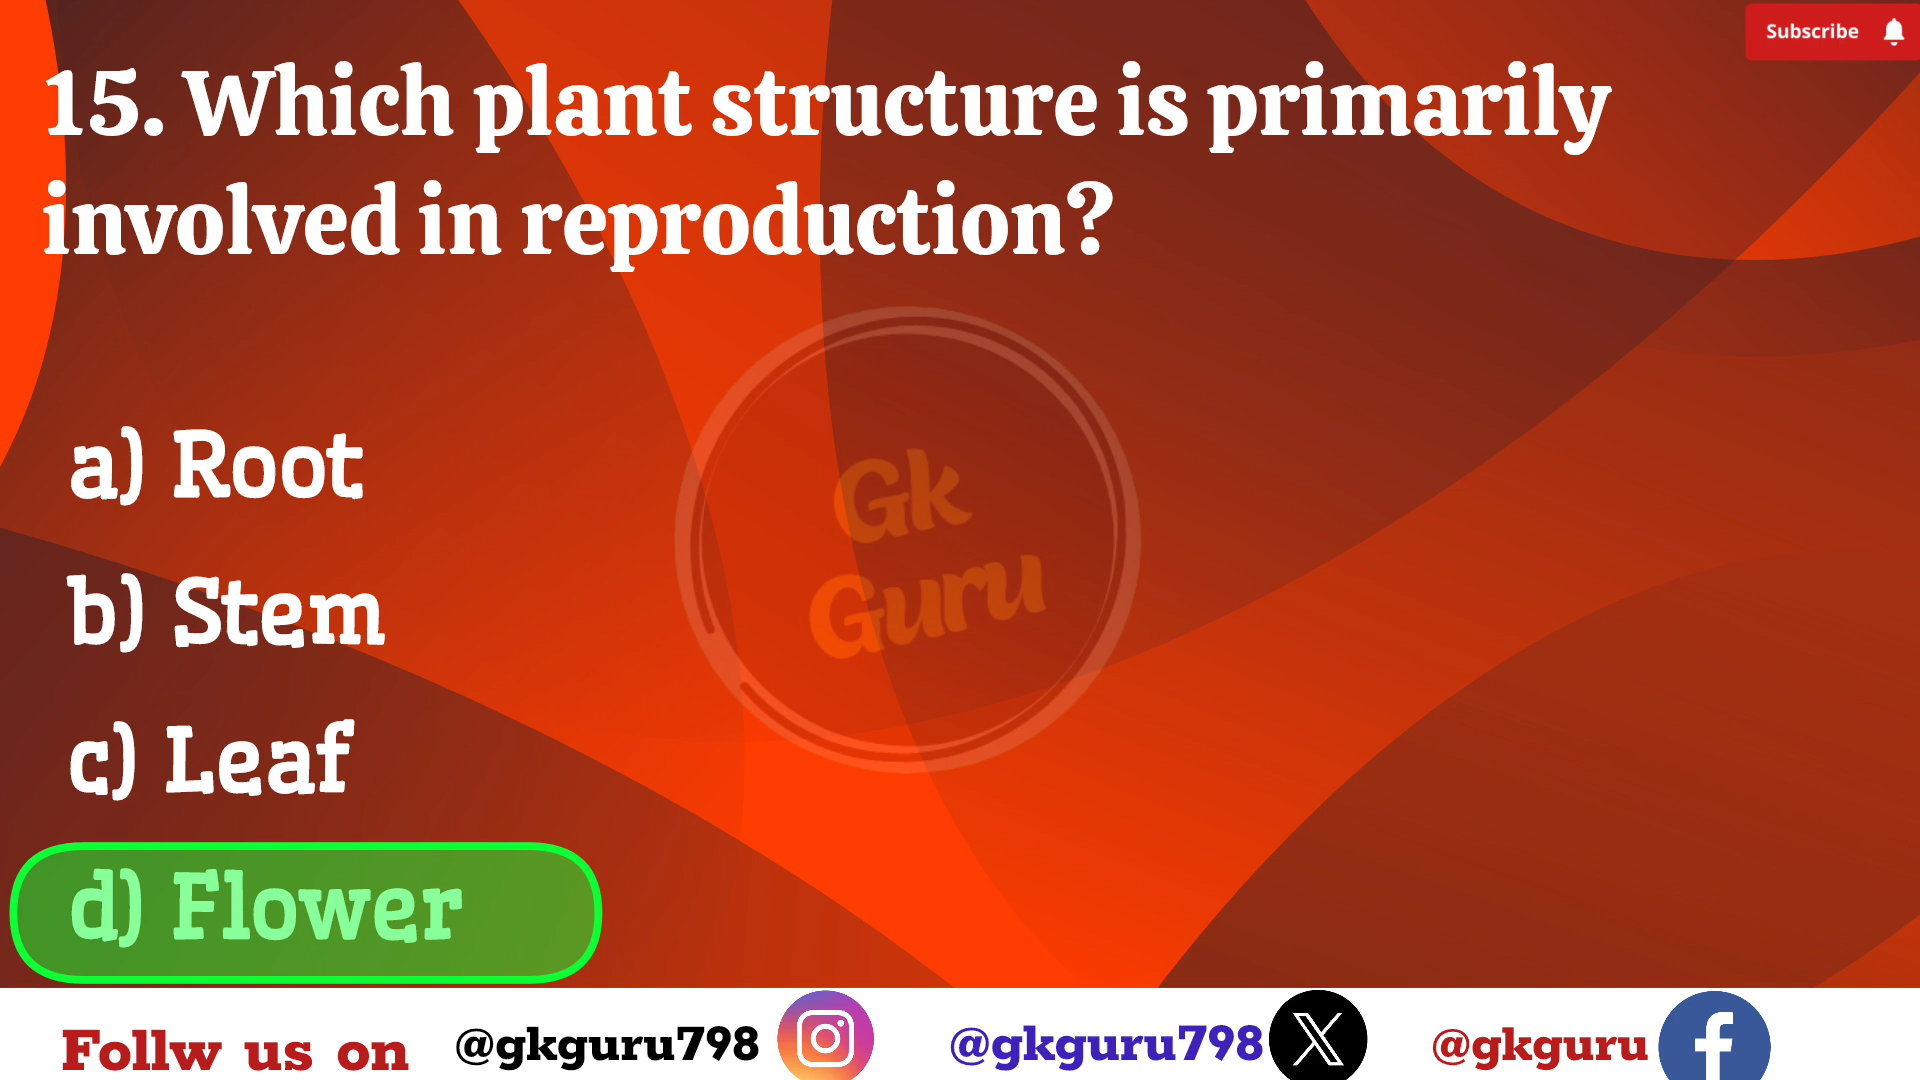 Subscribe
15. Which plant structure is primarily
involved in reproduction?
Gk
Guru
a) Root
b) Stem
c) Leaf
d) Flower
Follw us on @gkguru798 @gkguru798 @gkguru